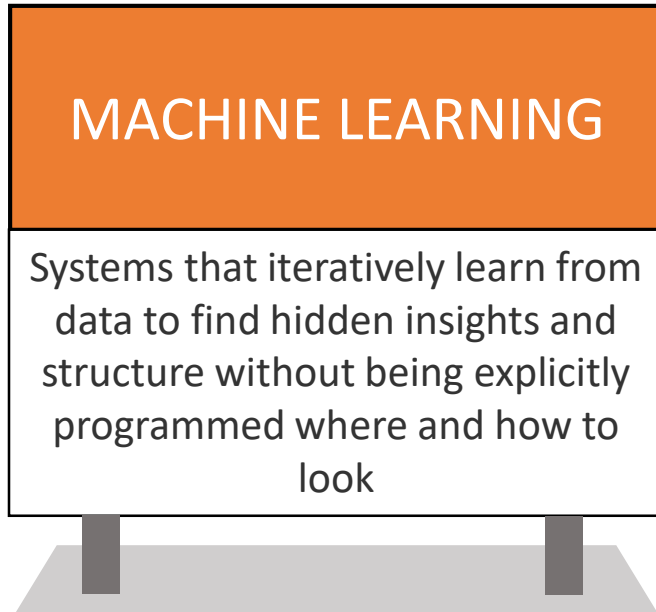 MACHINE LEARNING
Systems that iteratively learn from
data to find hidden insights and
structure without being explicitly
programmed where and how to
look